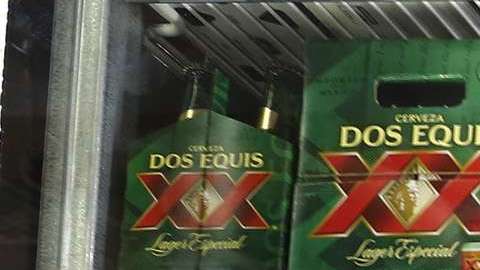 CERVEZA
DOS EQUIS
XX
Lager Especial
CERVEZA
DOS EQUI
XX
Lager Especial